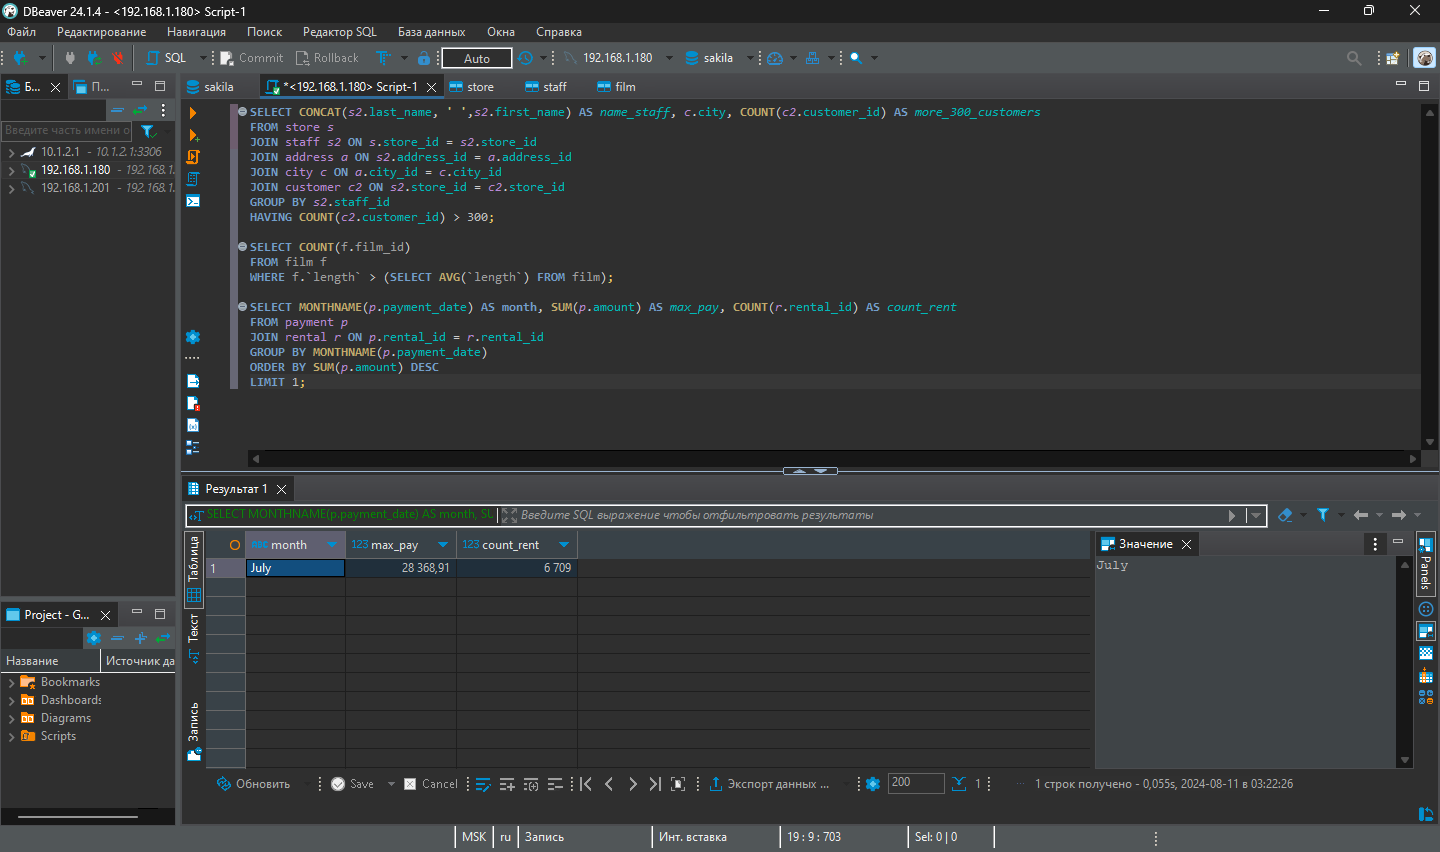 DBeaver 24.1.4 - <192.168.1.180> Script-1
Файл Редактирование Навигация Поиск Редактор SQL База данных Окна Справка
SQL Commit Rollback Auto 192.168.1.180 sakila
Б... П...
sakila *<192.168.1.180> Script-1 store staff film
Введите часть имени о
10.1.2.1 - 10.1.2.1:3306
192.168.1.180 - 192.168.1.
192.168.1.201 - 192.168.1.
SELECT CONCAT(s2.last_name, ' ',s2.first_name) AS name_staff, c.city, COUNT(c2.customer_id) AS more_300_customers
FROM store s
JOIN staff s2 ON s.store_id = s2.store_id
JOIN address a ON s2.address_id = a.address_id
JOIN city c ON a.city_id = c.city_id
JOIN customer c2 ON s2.store_id = c2.store_id
GROUP BY s2.staff_id
HAVING COUNT(c2.customer_id) > 300;
SELECT COUNT(f.film_id)
FROM film f
WHERE f.`length` > (SELECT AVG(`length`) FROM film);
SELECT MONTHNAME(p.payment_date) AS month, SUM(p.amount) AS max_pay, COUNT(r.rental_id) AS count_rent
FROM payment p
JOIN rental r ON p.rental_id = r.rental_id
GROUP BY MONTHNAME(p.payment_date)
ORDER BY SUM(p.amount) DESC
LIMIT 1;
Результат 1
SELECT MONTHNAME(p.payment_date) AS month, SU
Введите SQL выражение чтобы отфильтровать результаты
Таблица
Текст
Запись
month 123 max_pay 123 count_rent
1 July 28 368,91 6 709
Значение
July
Panels
Project - G...
Название Источник да
Bookmarks
Dashboards
Diagrams
Scripts
Обновить Save Cancel Экспорт данных ... 200 1 1 строк получено - 0,055s, 2024-08-11 в 03:22:26
MSK ru Запись Инт. вставка 19 : 9 : 703 Sel: 0 | 0